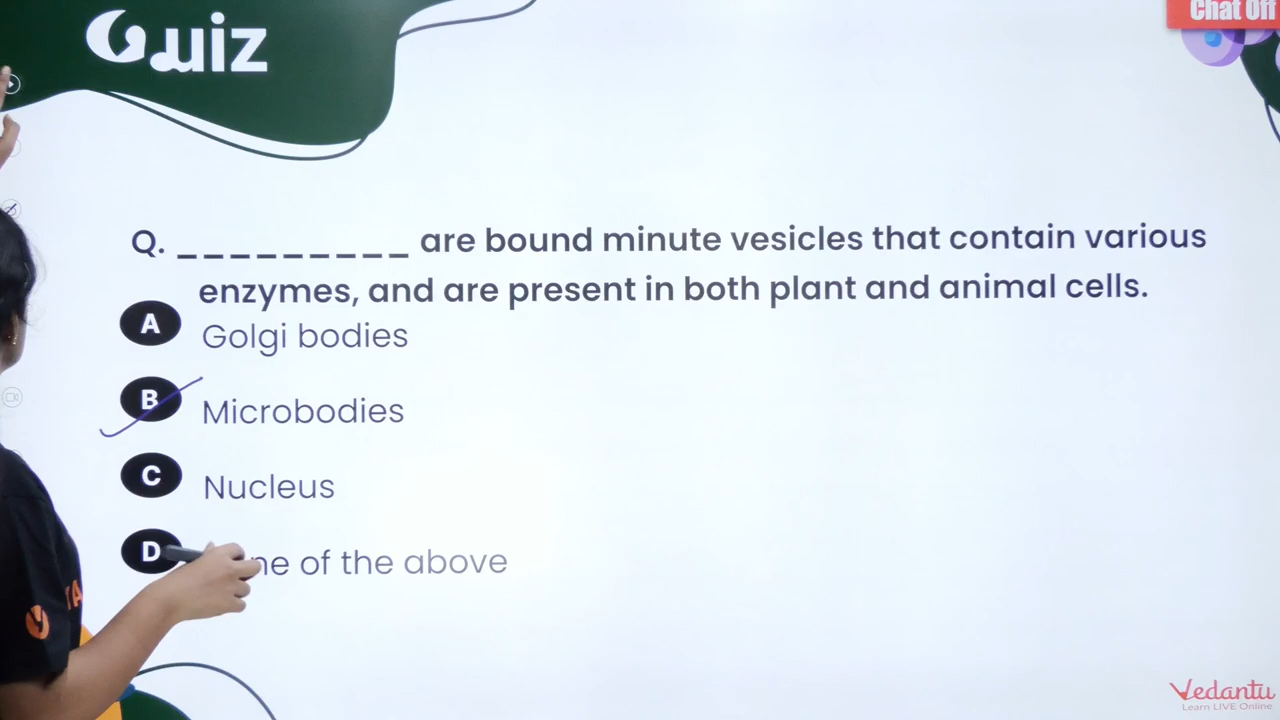 Quiz
Chat Off
Q. _________ are bound minute vesicles that contain various
enzymes, and are present in both plant and animal cells.
A Golgi bodies
B Microbodies
C Nucleus
D of the above
Vedantu
Learn LIVE Online